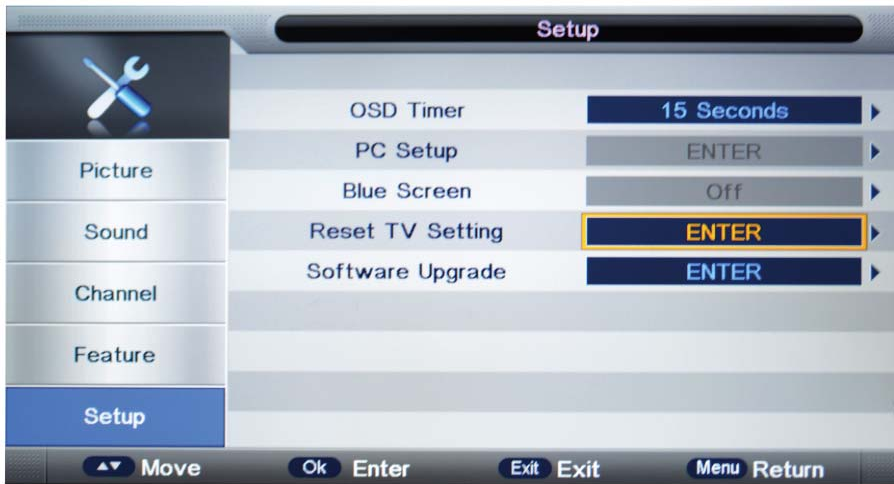 Setup
OSD Timer 15 Seconds
PC Setup ENTER
Blue Screen Off
Reset TV Setting ENTER
Software Upgrade ENTER
Picture
Sound
Channel
Feature
Setup
Move Ok Enter Exit Exit Menu Return